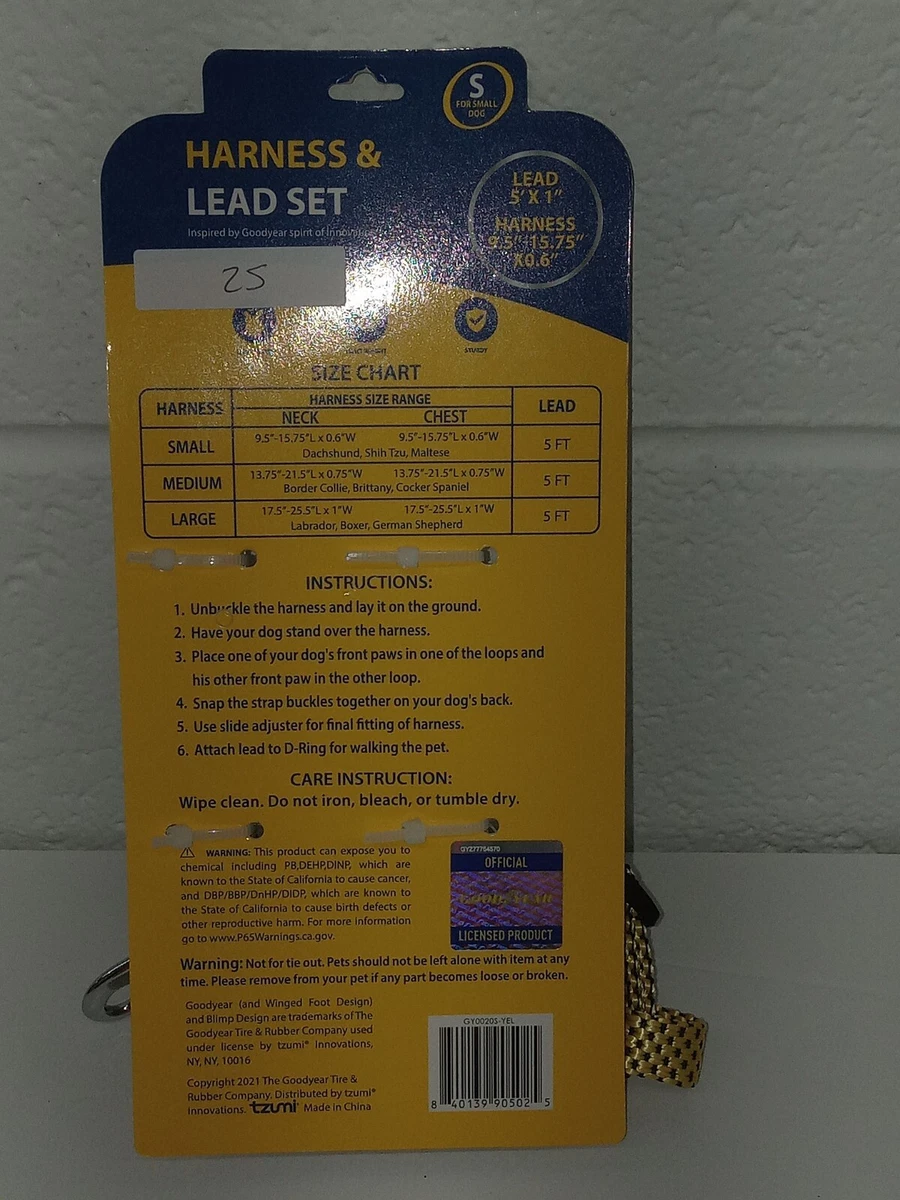 S
FOR SMALL
DOG
HARNESS &
LEAD SET
Inspired by Goodyear spirit of
LEAD
5' X 1"
HARNESS
9.5"-15.75"
X0.6"
25
STURDY
SIZE CHART
HARNESS
HARNESS SIZE RANGE
NECK CHEST
LEAD
SMALL
9.5"-15.75"L x 0.6"W 9.5"-15.75"L x 0.6"W
Dachshund, Shih Tzu, Maltese
5 FT
MEDIUM
13.75"-21.5"L x 0.75"W 13.75"-21.5"L x 0.75"W
Border Collie, Brittany, Cocker Spaniel
5 FT
LARGE
17.5"-25.5"L x 1"W 17.5"-25.5"L x 1"W
Labrador, Boxer, German Shepherd
5 FT
INSTRUCTIONS:
1. Unbuckle the harness and lay it on the ground.
2. Have your dog stand over the harness.
3. Place one of your dog's front paws in one of the loops and
his other front paw in the other loop.
4. Snap the strap buckles together on your dog's back.
5. Use slide adjuster for final fitting of harness.
6. Attach lead to D-Ring for walking the pet.
CARE INSTRUCTION:
Wipe clean. Do not iron, bleach, or tumble dry.
WARNING: This product can expose you to
chemical including PB,DEHP,DINP, which are
known to the State of California to cause cancer,
and DBP/BBP/DnHP/DIDP, which are known to
the State of California to cause birth defects or
other reproductive harm. For more information
go to www.P65Warnings.ca.gov.
GYZ77754570
OFFICIAL
GOODYEAR
LICENSED PRODUCT
Warning: Not for tie out. Pets should not be left alone with item at any
time. Please remove from your pet if any part becomes loose or broken.
Goodyear (and Winged Foot Design)
and Blimp Design are trademarks of The
Goodyear Tire & Rubber Company used
under license by tzumi® Innovations,
NY, NY, 10016
Copyright 2021 The Goodyear Tire &
Rubber Company. Distributed by tzumi®
Innovations. tzumi® Made in China
GY0020S-YEL
8 40139 90502 5